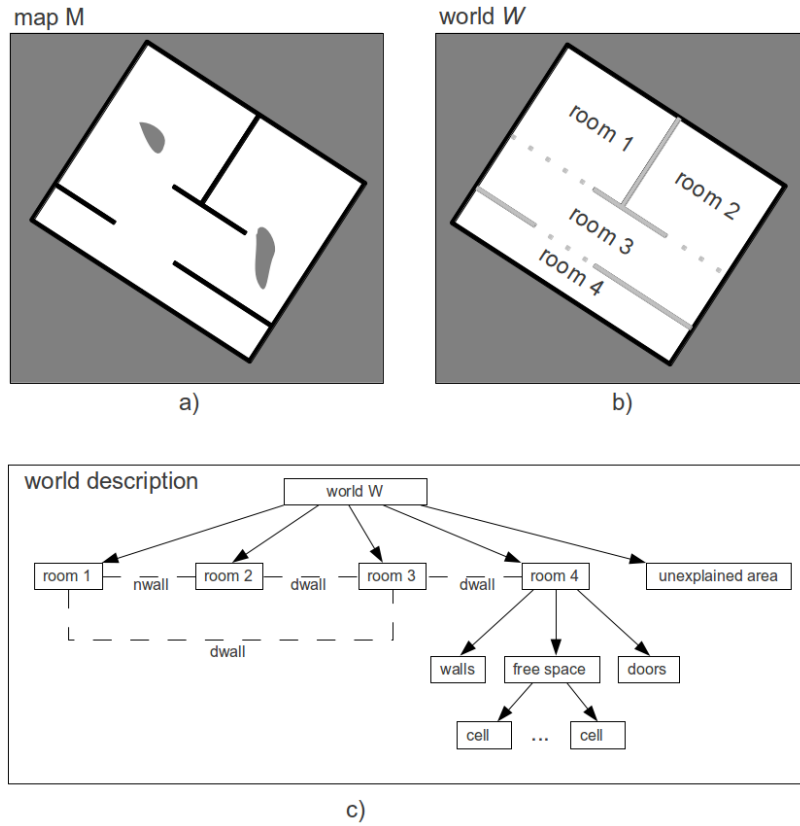 map M
world W
room 1
room 2
room 3
room 4
a)
b)
world description
world W
room 1
nwall
room 2
dwall
room 3
dwall
room 4
unexplained area
dwall
walls
free space
doors
cell
...
cell
c)